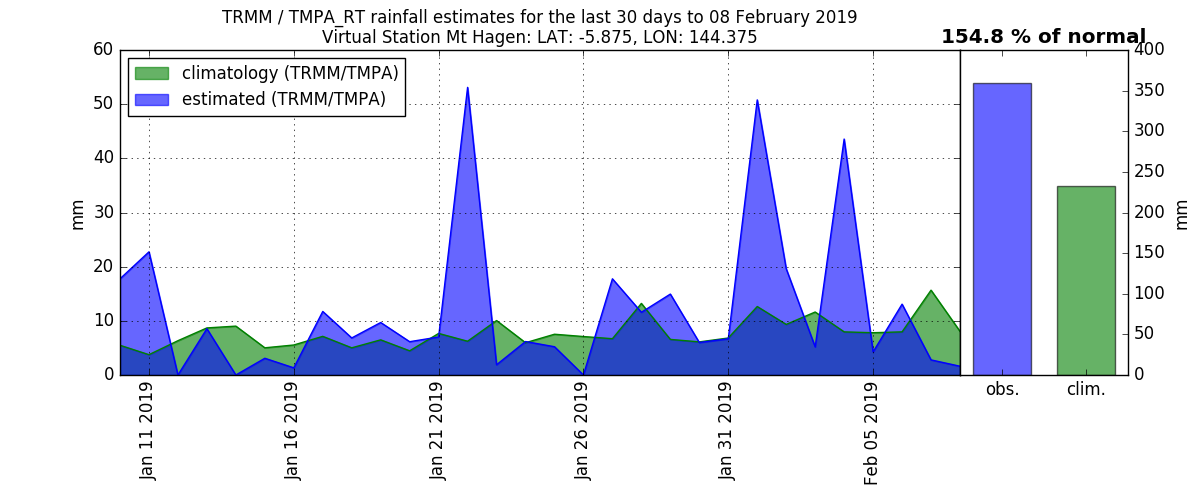 TRMM / TMPA_RT rainfall estimates for the last 30 days to 08 February 2019
Virtual Station Mt Hagen: LAT: -5.875, LON: 144.375
154.8 % of normal
climatology (TRMM/TMPA)
estimated (TRMM/TMPA)
60
50
40
30
20
10
0
mm
Jan 11 2019
Jan 16 2019
Jan 21 2019
Jan 26 2019
Jan 31 2019
Feb 05 2019
400
350
300
250
200
150
100
50
0
mm
obs.
clim.